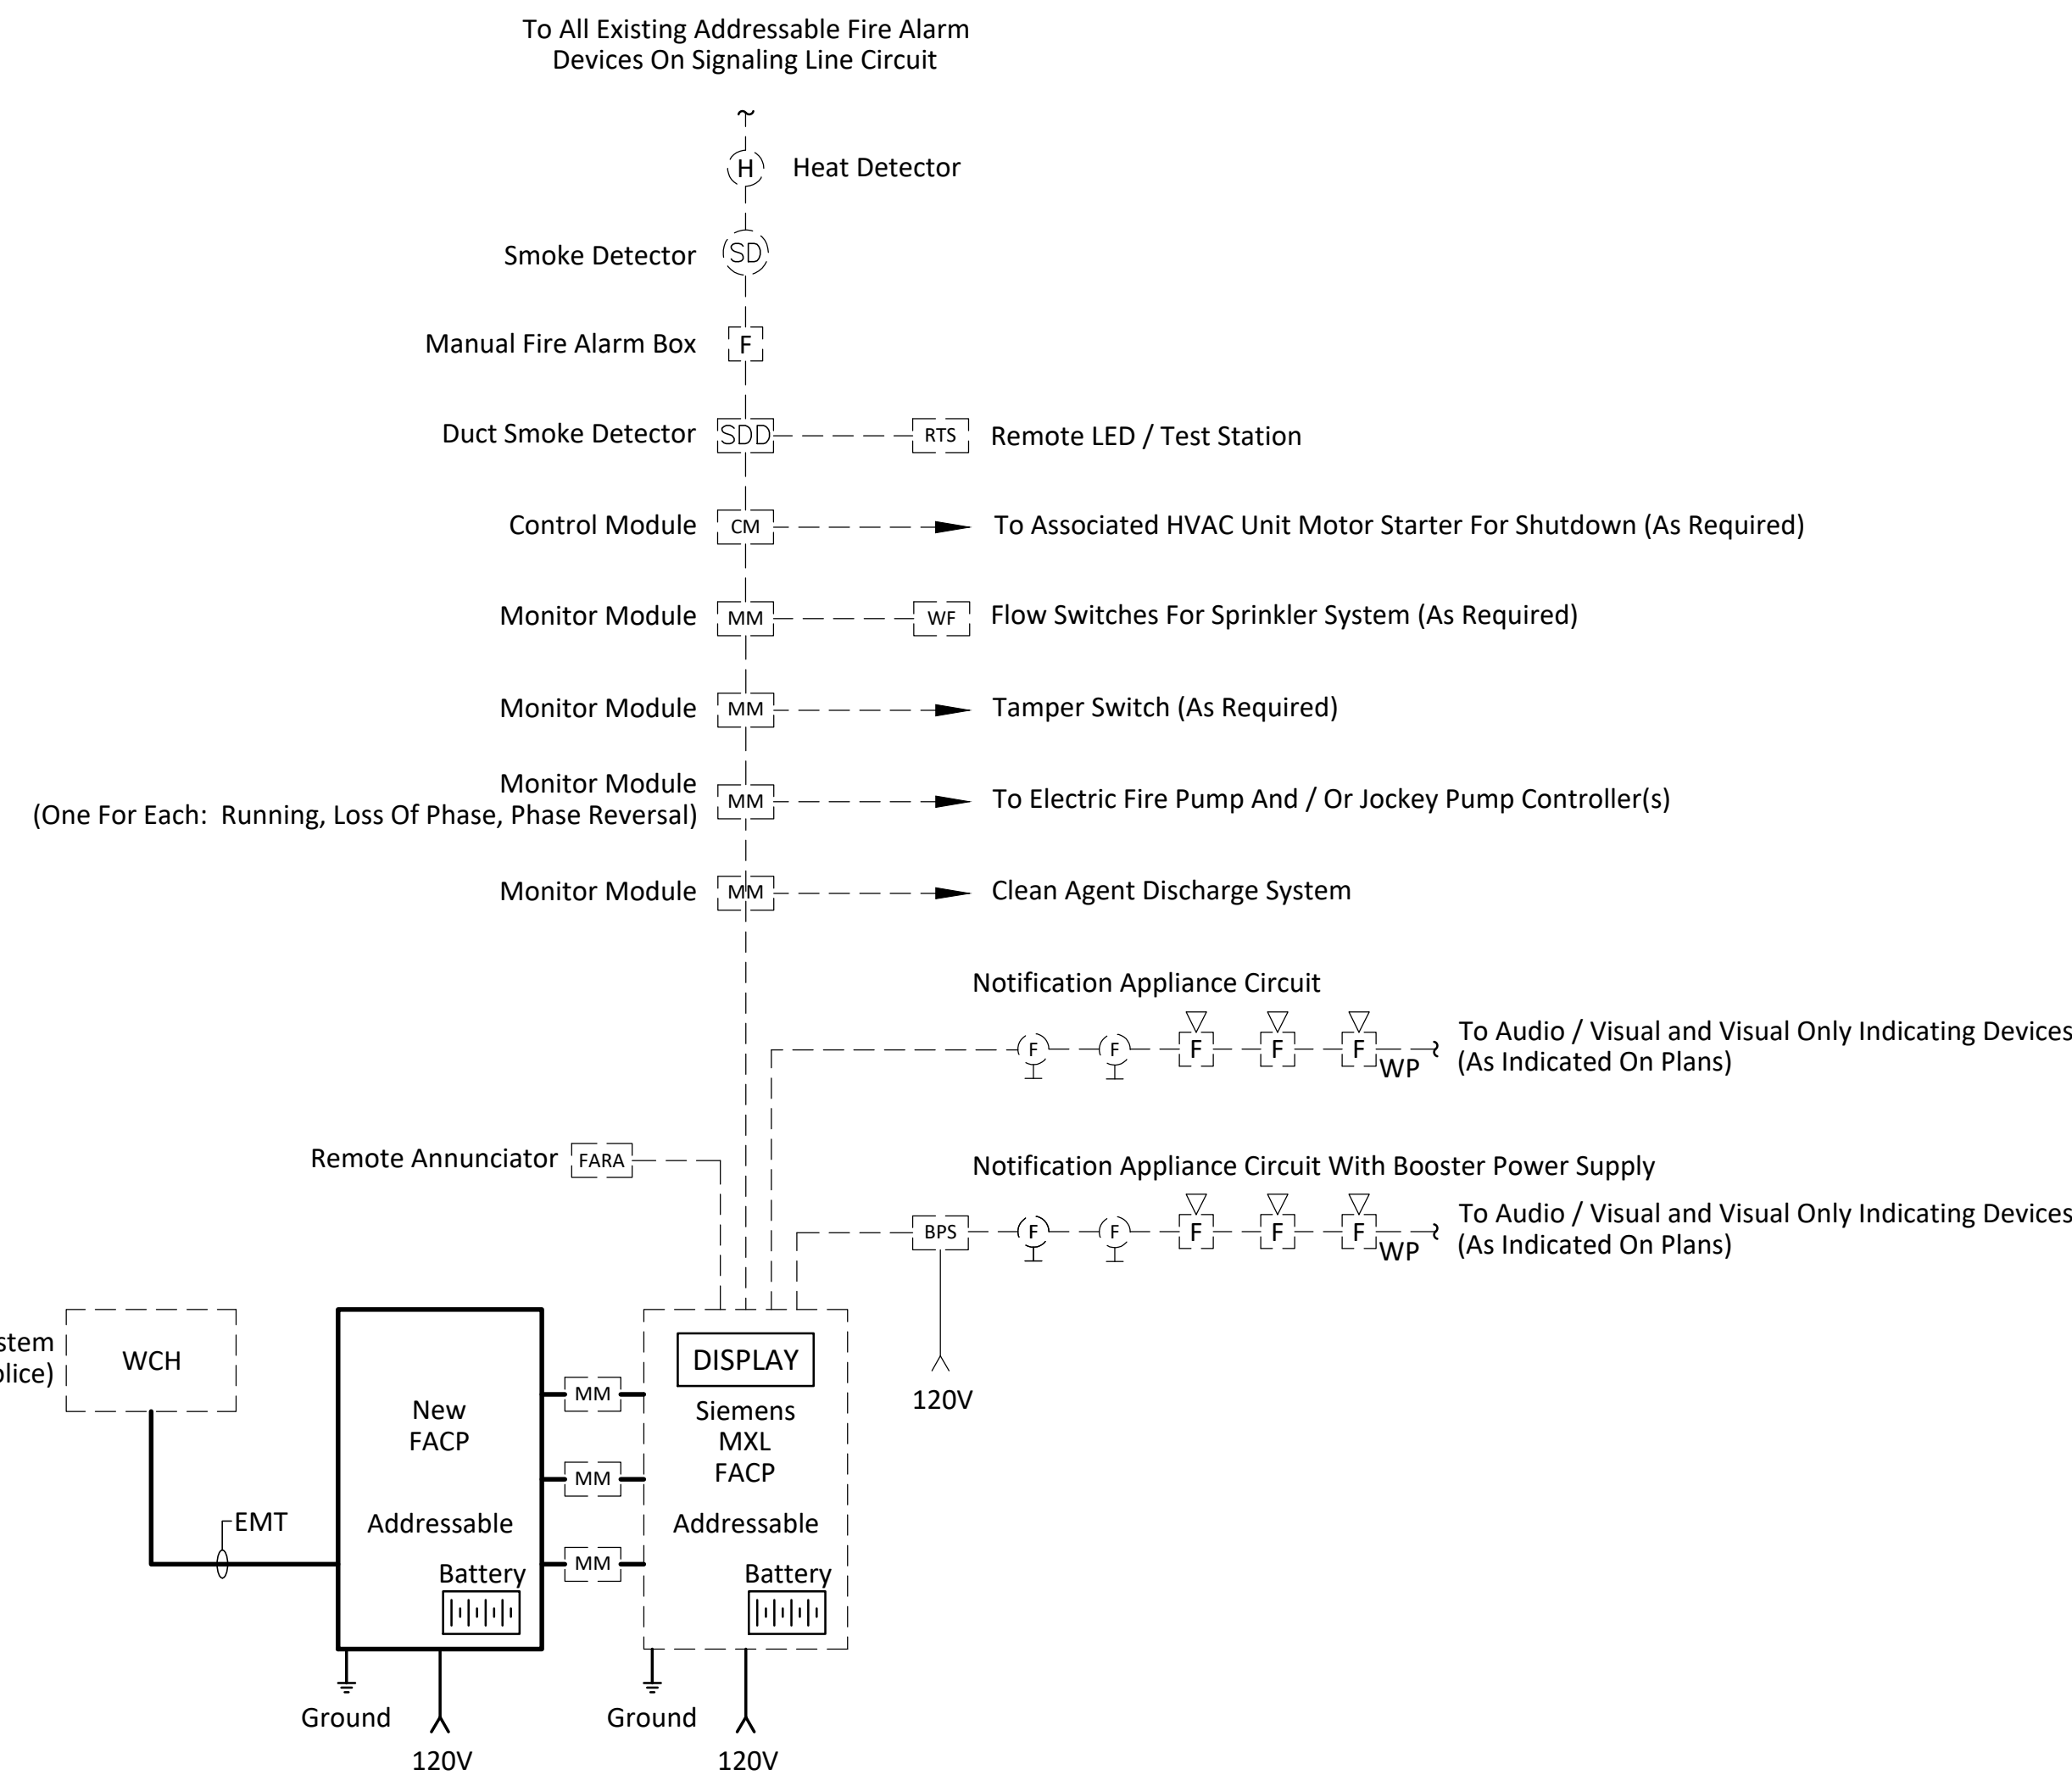 To All Existing Addressable Fire Alarm
Devices On Signaling Line Circuit
H Heat Detector
Smoke Detector SD
Manual Fire Alarm Box F
Duct Smoke Detector SDD RTS Remote LED / Test Station
Control Module CM To Associated HVAC Unit Motor Starter For Shutdown (As Required)
Monitor Module MM WF Flow Switches For Sprinkler System (As Required)
Monitor Module MM Tamper Switch (As Required)
Monitor Module
(One For Each: Running, Loss Of Phase, Phase Reversal) MM To Electric Fire Pump And / Or Jockey Pump Controller(s)
Monitor Module MM Clean Agent Discharge System
Notification Appliance Circuit
F F F F F WP
To Audio / Visual and Visual Only Indicating Devices
(As Indicated On Plans)
Remote Annunciator FARA
Notification Appliance Circuit With Booster Power Supply
BPS F F F F F WP
To Audio / Visual and Visual Only Indicating Devices
(As Indicated On Plans)
120V
WCH
EMT
New
FACP
Addressable
Battery
Ground
120V
MM
MM
MM
DISPLAY
Siemens
MXL
FACP
Addressable
Battery
Ground
120V